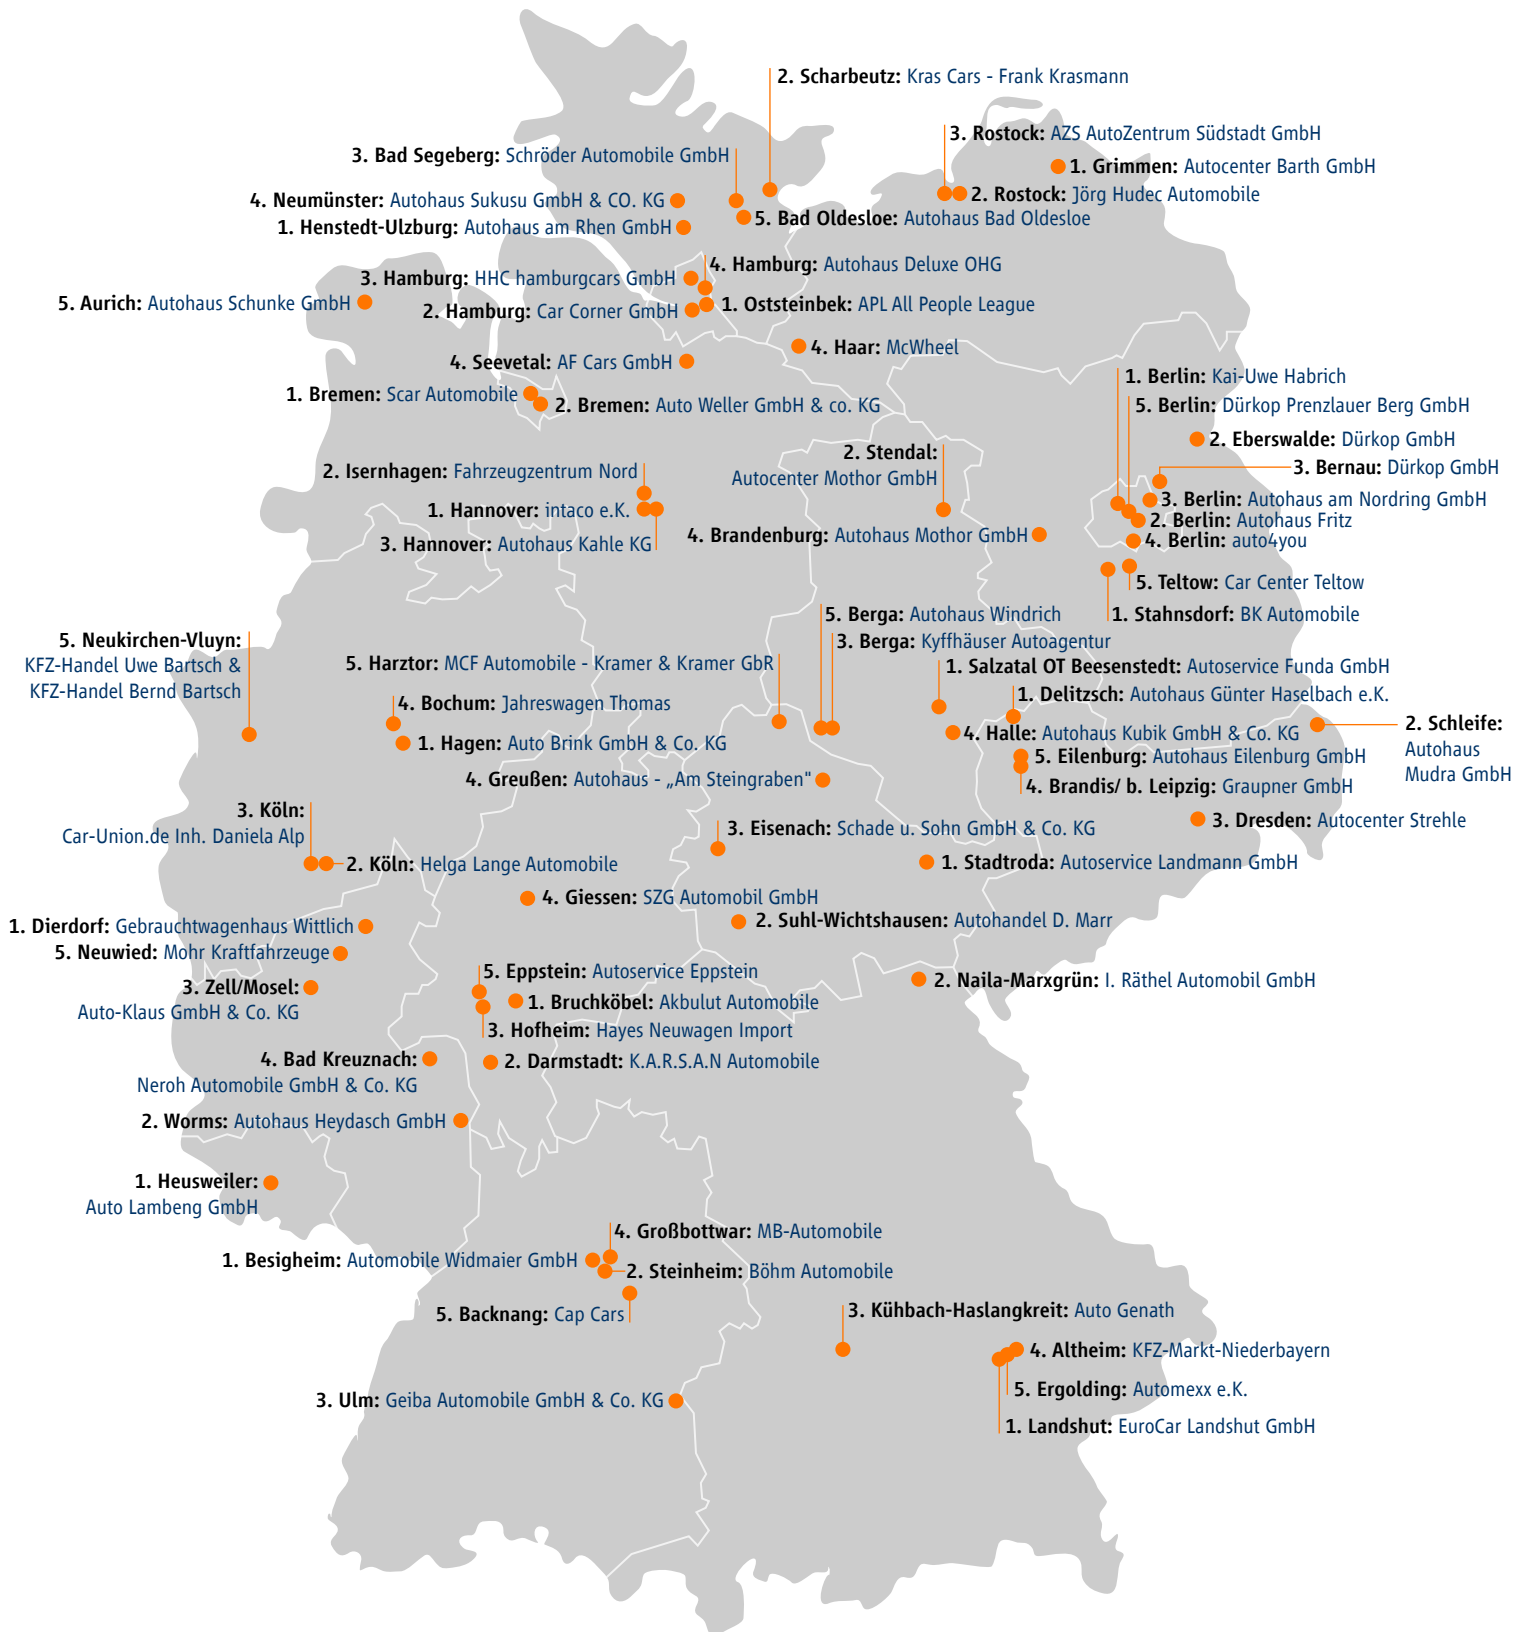 2. Scharbeutz: Kras Cars - Frank Krasmann
3. Rostock: AZS AutoZentrum Südstadt GmbH
3. Bad Segeberg: Schröder Automobile GmbH
1. Grimmen: Autocenter Barth GmbH
4. Neumünster: Autohaus Sukusu GmbH & CO. KG
2. Rostock: Jörg Hudec Automobile
5. Bad Oldesloe: Autohaus Bad Oldesloe
1. Henstedt-Ulzburg: Autohaus am Rhen GmbH
4. Hamburg: Autohaus Deluxe OHG
3. Hamburg: HHC hamburgcars GmbH
5. Aurich: Autohaus Schunke GmbH
1. Oststeinbek: APL All People League
2. Hamburg: Car Corner GmbH
4. Haar: McWheel
4. Seevetal: AF Cars GmbH
1. Berlin: Kai-Uwe Habrich
1. Bremen: Scar Automobile
2. Bremen: Auto Weller GmbH & co. KG
5. Berlin: Dürkop Prenzlauer Berg GmbH
2. Eberswalde: Dürkop GmbH
2. Stendal:
Autocenter Mothor GmbH
3. Bernau: Dürkop GmbH
2. Isernhagen: Fahrzeugzentrum Nord
3. Berlin: Autohaus am Nordring GmbH
1. Hannover: intaco e.K.
2. Berlin: Autohaus Fritz
4. Brandenburg: Autohaus Mothor GmbH
4. Berlin: auto4you
3. Hannover: Autohaus Kahle KG
5. Teltow: Car Center Teltow
5. Berga: Autohaus Windrich
1. Stahnsdorf: BK Automobile
5. Neukirchen-Vluyn:
KFZ-Handel Uwe Bartsch &
KFZ-Handel Bernd Bartsch
3. Berga: Kyffhäuser Autoagentur
5. Harztor: MCF Automobile - Kramer & Kramer GbR
1. Salzatal OT Beesenstedt: Autoservice Funda GmbH
1. Delitzsch: Autohaus Günter Haselbach e.K.
4. Bochum: Jahreswagen Thomas
2. Schleife:
Autohaus
Mudra GmbH
4. Halle: Autohaus Kubik GmbH & Co. KG
1. Hagen: Auto Brink GmbH & Co. KG
5. Eilenburg: Autohaus Eilenburg GmbH
4. Greußen: Autohaus - „Am Steingraben"
4. Brandis/ b. Leipzig: Graupner GmbH
3. Köln:
Car-Union.de Inh. Daniela Alp
3. Dresden: Autocenter Strehle
3. Eisenach: Schade u. Sohn GmbH & Co. KG
2. Köln: Helga Lange Automobile
1. Stadtroda: Autoservice Landmann GmbH
4. Giessen: SZG Automobil GmbH
2. Suhl-Wichtshausen: Autohandel D. Marr
1. Dierdorf: Gebrauchtwagenhaus Wittlich
5. Neuwied: Mohr Kraftfahrzeuge
5. Eppstein: Autoservice Eppstein
2. Naila-Marxgrün: I. Räthel Automobil GmbH
3. Zell/Mosel:
Auto-Klaus GmbH & Co. KG
1. Bruchköbel: Akbulut Automobile
3. Hofheim: Hayes Neuwagen Import
4. Bad Kreuznach:
Neroh Automobile GmbH & Co. KG
2. Darmstadt: K.A.R.S.A.N Automobile
2. Worms: Autohaus Heydasch GmbH
1. Heusweiler:
Auto Lambeng GmbH
4. Großbottwar: MB-Automobile
1. Besigheim: Automobile Widmaier GmbH
2. Steinheim: Böhm Automobile
5. Backnang: Cap Cars
3. Kühbach-Haslangkreit: Auto Genath
4. Altheim: KFZ-Markt-Niederbayern
5. Ergolding: Automexx e.K.
3. Ulm: Geiba Automobile GmbH & Co. KG
1. Landshut: EuroCar Landshut GmbH